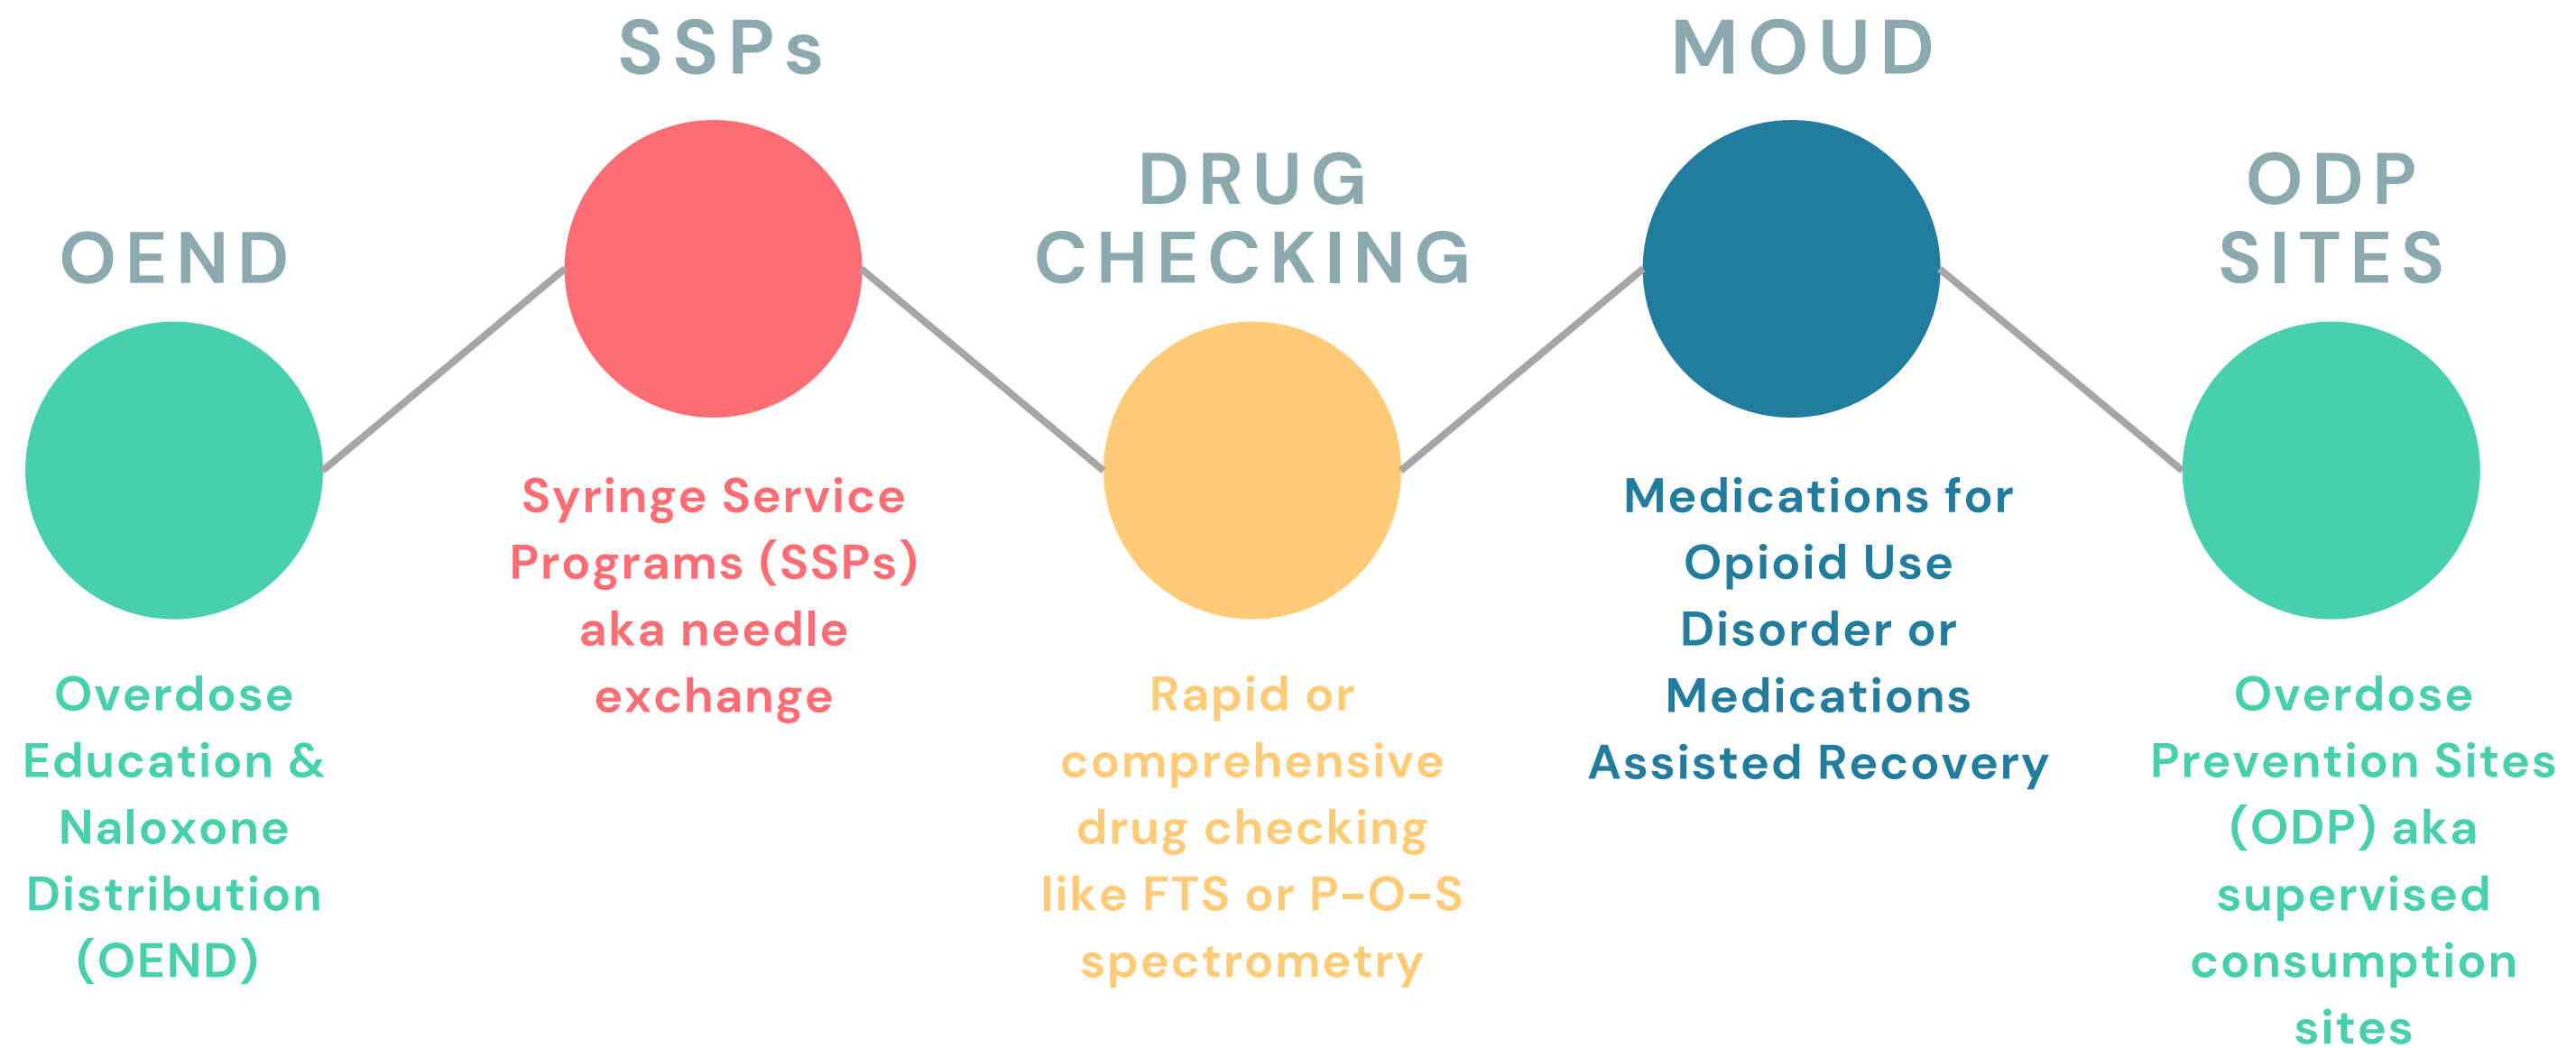 OEND
Overdose
Education &
Naloxone
Distribution
(OEND)
SSPs
Syringe Service
Programs (SSPs)
aka needle
exchange
DRUG
CHECKING
Rapid or
comprehensive
drug checking
like FTS or P-O-S
spectrometry
MOUD
Medications for
Opioid Use
Disorder or
Medications
Assisted Recovery
ODP
SITES
Overdose
Prevention Sites
(ODP) aka
supervised
consumption
sites